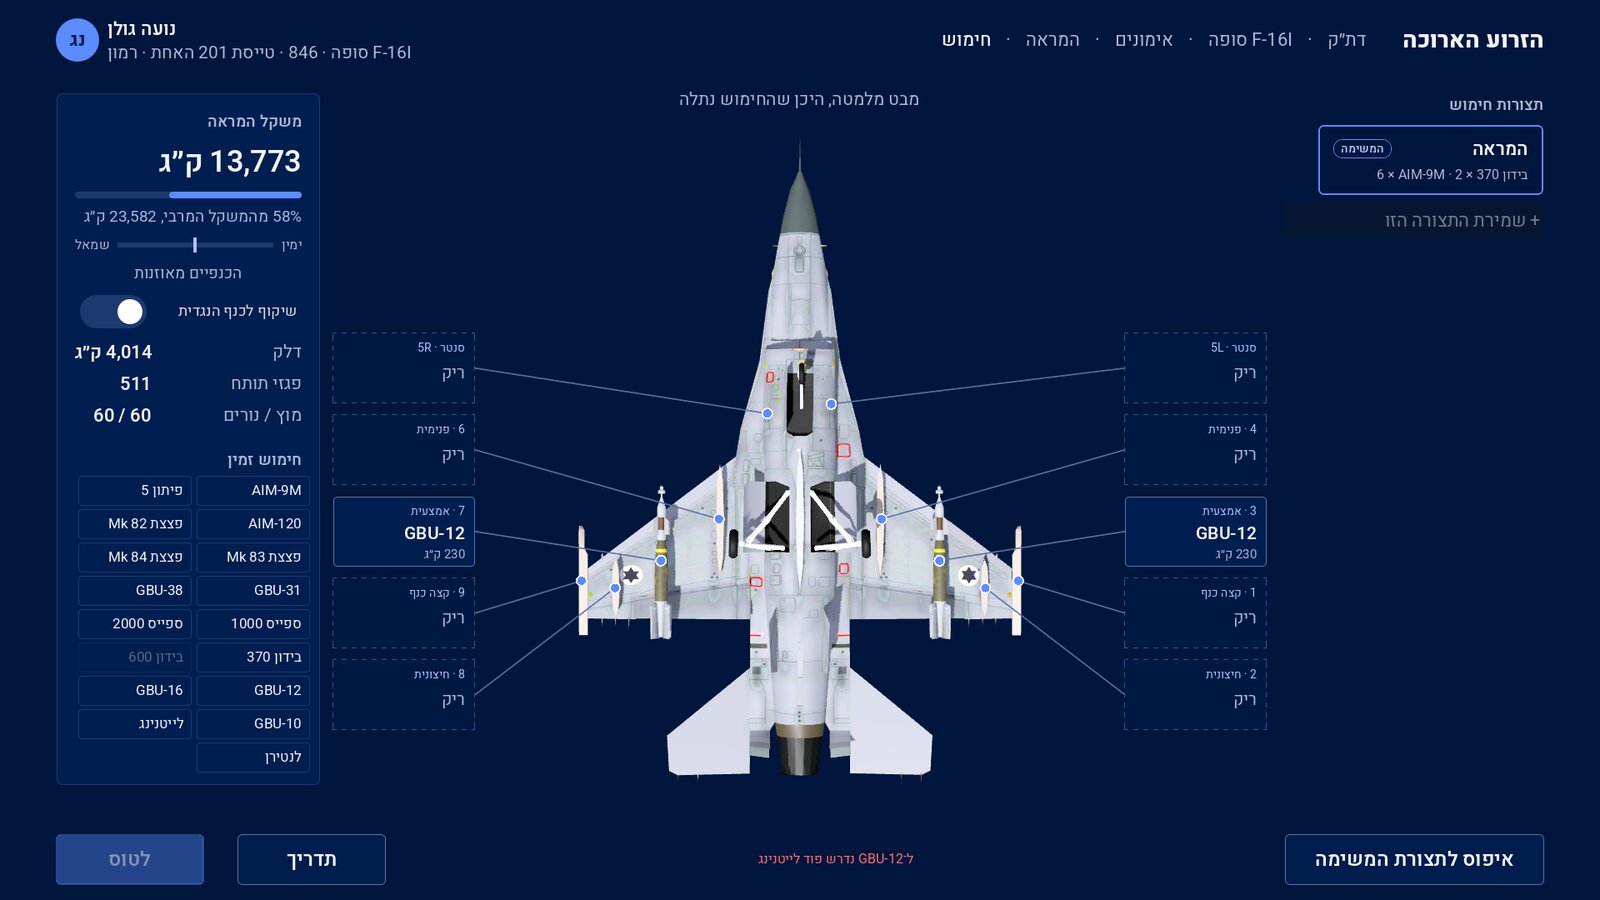 הזרוע הארוכה
דת״ק · F-16I סופה · אימונים · המראה · חימוש
נועה גולן
F-16I סופה · 846 · טייסת 201 האחת · רמון
נג
תצורות חימוש
המראה
המשימה
בידון 370 × 2 · AIM-9M × 6
+ שמירת התצורה הזו
מבט מלמטה, היכן שהחימוש נתלה
סנטר · 5L
ריק
4 · פנימית
ריק
3 · אמצעית
GBU-12
230 ק״ג
1 · קצה כנף
ריק
2 · חיצונית
ריק
סנטר · 5R
ריק
6 · פנימית
ריק
7 · אמצעית
GBU-12
230 ק״ג
9 · קצה כנף
ריק
8 · חיצונית
ריק
משקל המראה
13,773 ק״ג
58% מהמשקל המרבי, 23,582 ק״ג
ימין
שמאל
הכנפיים מאוזנות
שיקוף לכנף הנגדית
דלק 4,014 ק״ג
פגזי תותח 511
מוץ / נורים 60 / 60
חימוש זמין
AIM-9M
פיתון 5
AIM-120
פצצת Mk 82
פצצת Mk 83
פצצת Mk 84
GBU-31
GBU-38
ספייס 1000
ספייס 2000
בידון 370
בידון 600
GBU-12
GBU-16
GBU-10
לייטנינג
לנטירן
איפוס לתצורת המשימה
ל־GBU-12 נדרש פוד לייטנינג
תדריך
לטוס